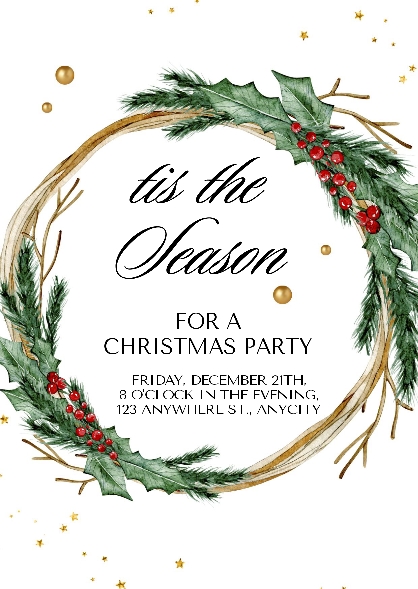 tis the
Season
FOR A
CHRISTMAS PARTY
FRIDAY, DECEMBER 21TH,
8 O'CLOCK IN THE EVENING,
123 ANYWHERE ST., ANYCITY